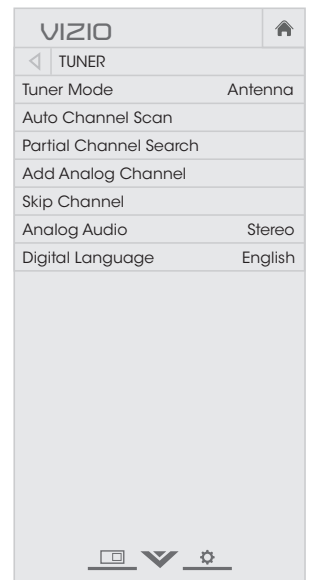 VIZIO
TUNER
Tuner Mode Antenna
Auto Channel Scan
Partial Channel Search
Add Analog Channel
Skip Channel
Analog Audio Stereo
Digital Language English